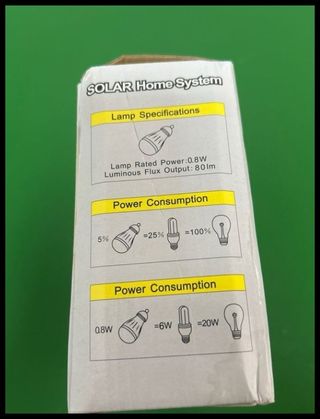 SOLAR Home System
Lamp Specifications
Lamp Rated Power:0.8W
Luminous Flux Output: 80lm
Power Consumption
5% =25% =100%
Power Consumption
0.8W =6W =20W